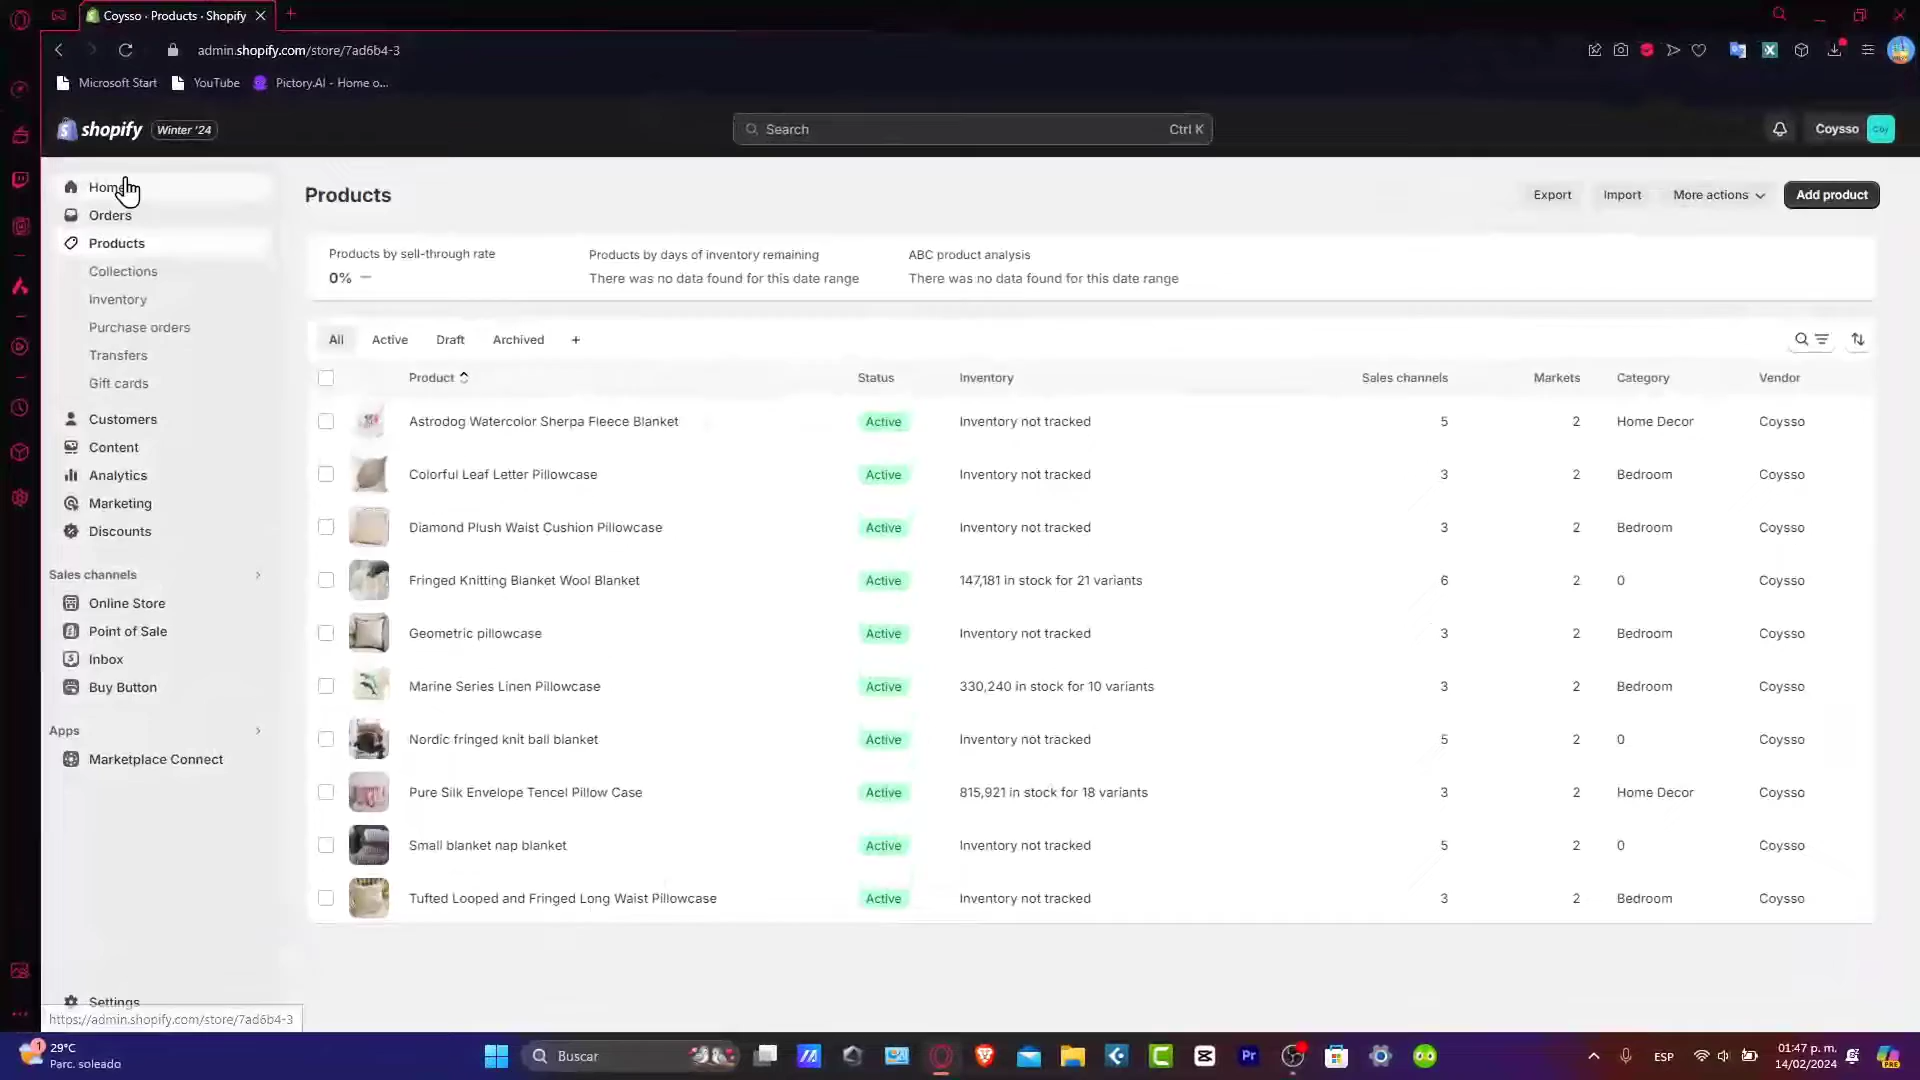 Coysso · Products · Shopify
admin.shopify.com/store/7ad6b4-3
Microsoft Start
YouTube
Pictory.AI - Home o...
shopify
Winter '24
Search
Ctrl K
Coysso
Coy
Home
Orders
Products
Collections
Inventory
Purchase orders
Transfers
Gift cards
Customers
Content
Analytics
Marketing
Discounts
Sales channels
Online Store
Point of Sale
Inbox
Buy Button
Apps
Marketplace Connect
Settings
https://admin.shopify.com/store/7ad6b4-3
Products
Export
Import
More actions
Add product
Products by sell-through rate
0% —
Products by days of inventory remaining
There was no data found for this date range
ABC product analysis
There was no data found for this date range
All Active Draft Archived +
Product Status Inventory Sales channels Markets Category Vendor
Astrodog Watercolor Sherpa Fleece Blanket Active Inventory not tracked 5 2 Home Decor Coysso
Colorful Leaf Letter Pillowcase Active Inventory not tracked 3 2 Bedroom Coysso
Diamond Plush Waist Cushion Pillowcase Active Inventory not tracked 3 2 Bedroom Coysso
Fringed Knitting Blanket Wool Blanket Active 147,181 in stock for 21 variants 6 2 0 Coysso
Geometric pillowcase Active Inventory not tracked 3 2 Bedroom Coysso
Marine Series Linen Pillowcase Active 330,240 in stock for 10 variants 3 2 Bedroom Coysso
Nordic fringed knit ball blanket Active Inventory not tracked 5 2 0 Coysso
Pure Silk Envelope Tencel Pillow Case Active 815,921 in stock for 18 variants 3 2 Home Decor Coysso
Small blanket nap blanket Active Inventory not tracked 5 2 0 Coysso
Tufted Looped and Fringed Long Waist Pillowcase Active Inventory not tracked 3 2 Bedroom Coysso
1
29°C
Parc. soleado
Buscar
Pr
ESP
01:47 p. m.
14/02/2024
PRE